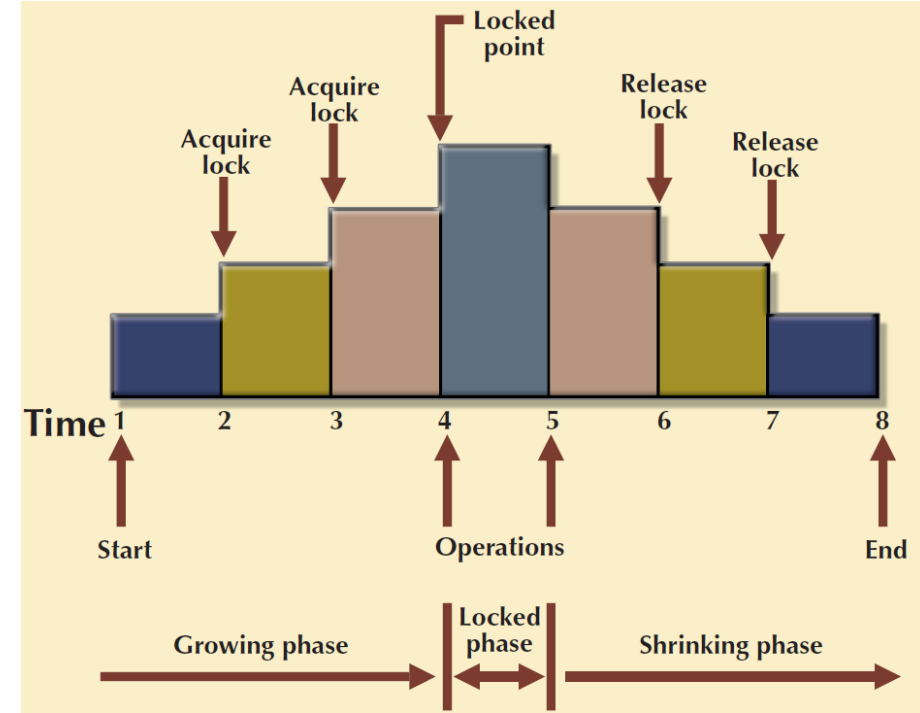 Locked
point
Acquire
lock
Release
lock
Acquire
lock
Release
lock
Time 1 2 3 4 5 6 7 8
Start
Operations
End
Growing phase
Locked
phase
Shrinking phase